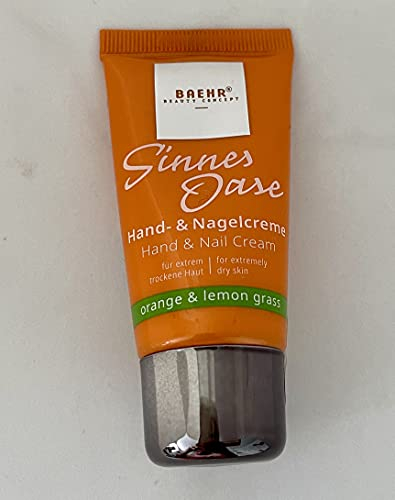 BAEHR®
BEAUTY CONCEPT
Sinnes
Oase
Hand- & Nagelcreme
Hand & Nail Cream
für extrem
trockene Haut
for extremely
dry skin
orange & lemon grass